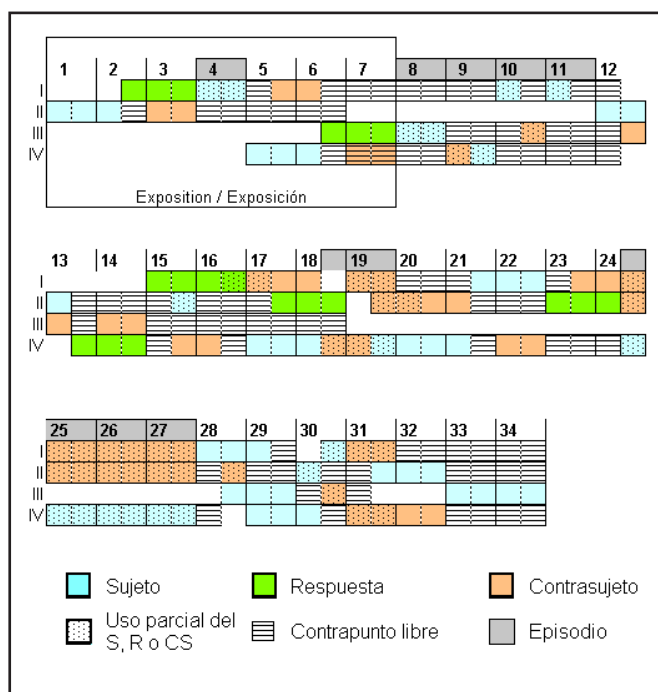 1 2 3 4 5 6 7 8 9 10 11 12
I
II
III
IV
Exposition / Exposición
13 14 15 16 17 18 19 20 21 22 23 24
I
II
III
IV
25 26 27 28 29 30 31 32 33 34
I
II
III
IV
Sujeto Respuesta Contrasujeto
Uso parcial del
S, R o CS Contrapunto libre Episodio